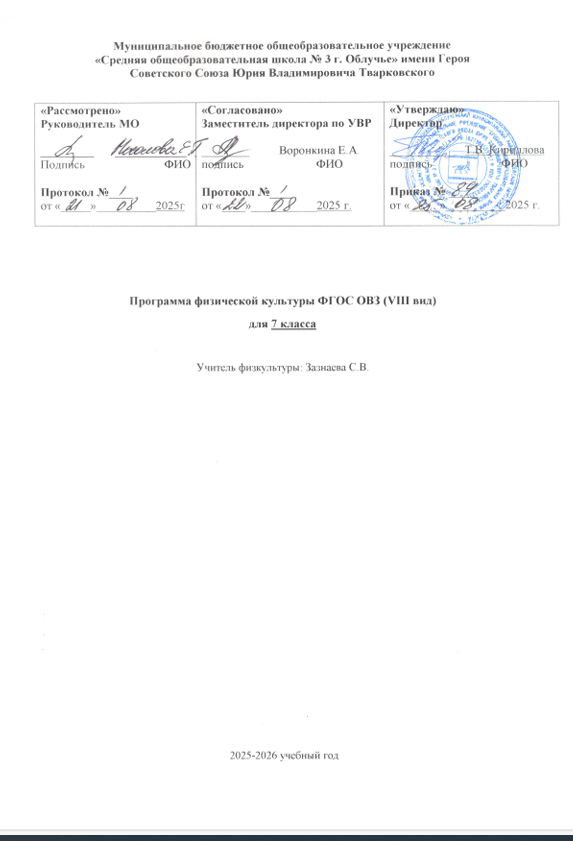 Муниципальное бюджетное общеобразовательное учреждение
«Средняя общеобразовательная школа № 3 г. Облучье» имени Героя
Советского Союза Юрия Владимировича Тварковского
«Рассмотрено»
Руководитель МО
Подпись ФИО
Протокол № 1
от « 21 » 08 2025г
«Согласовано»
Заместитель директора по УВР
Воронкина Е.А.
подпись ФИО
Протокол № 1
от « 22 » 08 2025 г.
«Утверждаю»
Директор
Т.В. Кириллова
подпись ФИО
Приказ №
от « » 08 2025 г.
Программа физической культуры ФГОС ОВЗ (VIII вид)
для 7 класса
Учитель физкультуры: Зазнаева С.В.
2025-2026 учебный год